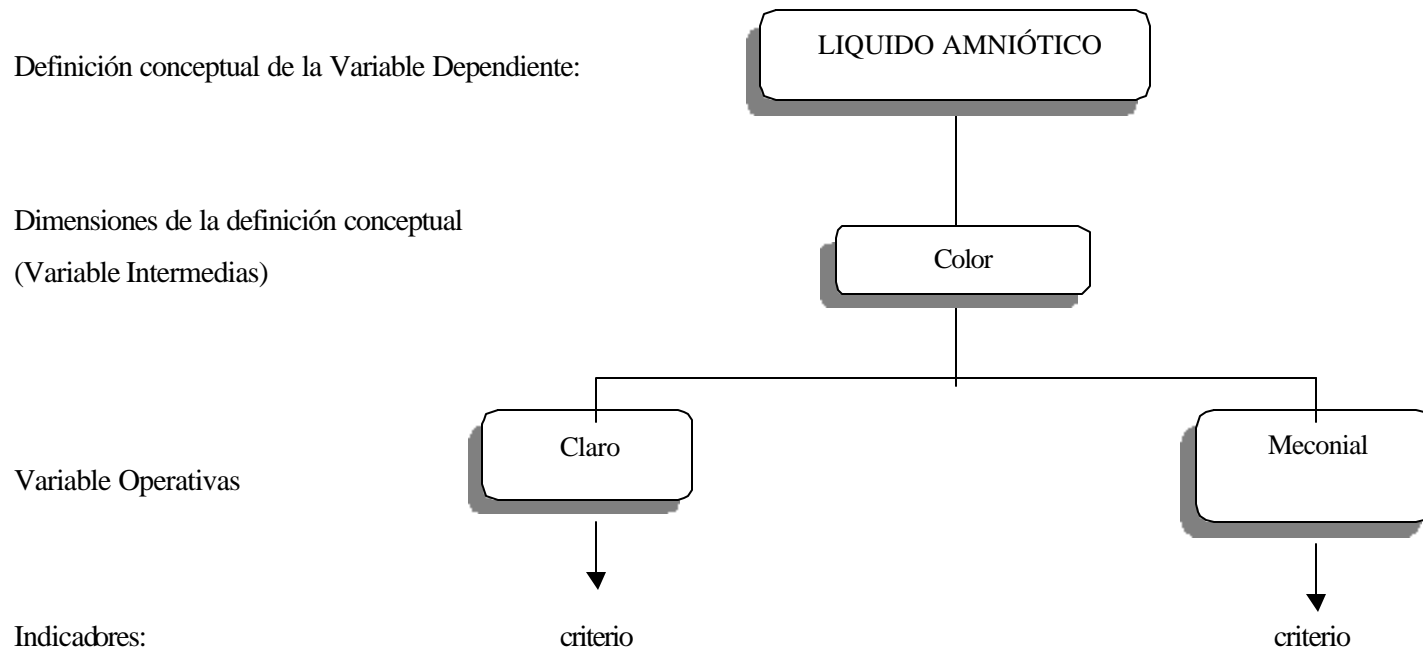 LIQUIDO AMNIÓTICO
Definición conceptual de la Variable Dependiente:
Dimensiones de la definición conceptual
(Variable Intermedias)
Color
Claro
Meconial
Variable Operativas
Indicadores:
criterio
criterio